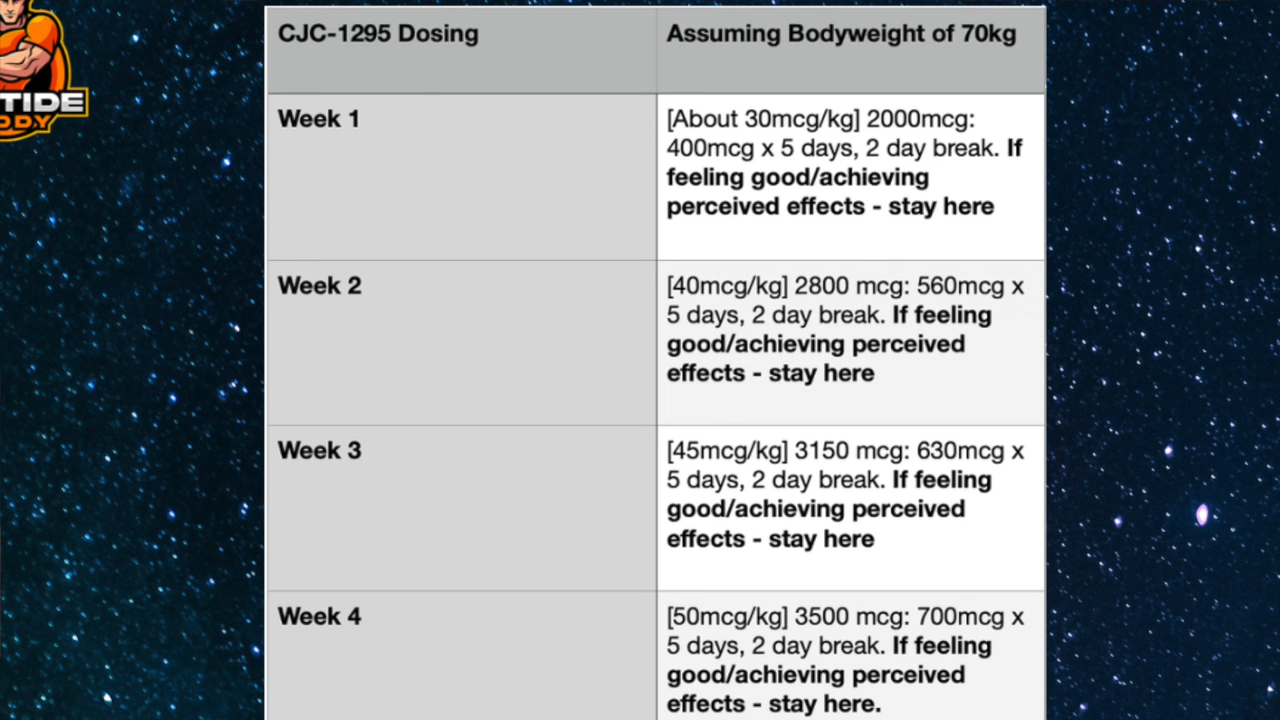 TIDE
ODY
CJC-1295 Dosing
Assuming Bodyweight of 70kg
Week 1
[About 30mcg/kg] 2000mcg:
400mcg x 5 days, 2 day break. If
feeling good/achieving
perceived effects - stay here
Week 2
[40mcg/kg] 2800 mcg: 560mcg x
5 days, 2 day break. If feeling
good/achieving perceived
effects - stay here
Week 3
[45mcg/kg] 3150 mcg: 630mcg x
5 days, 2 day break. If feeling
good/achieving perceived
effects - stay here
Week 4
[50mcg/kg] 3500 mcg: 700mcg x
5 days, 2 day break. If feeling
good/achieving perceived
effects - stay here.